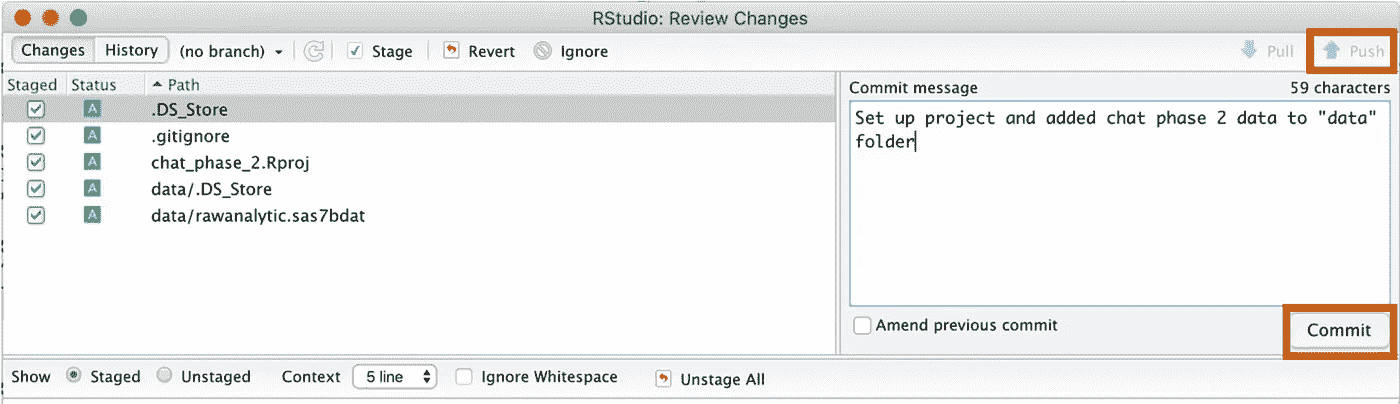 RStudio: Review Changes
Changes History (no branch) Stage Revert Ignore Pull Push
Staged Status Path
A .DS_Store
A .gitignore
A chat_phase_2.Rproj
A data/.DS_Store
A data/rawanalytic.sas7bdat
Commit message 59 characters
Set up project and added chat phase 2 data to "data"
folder
Amend previous commit Commit
Show Staged Unstaged Context 5 line Ignore Whitespace Unstage All